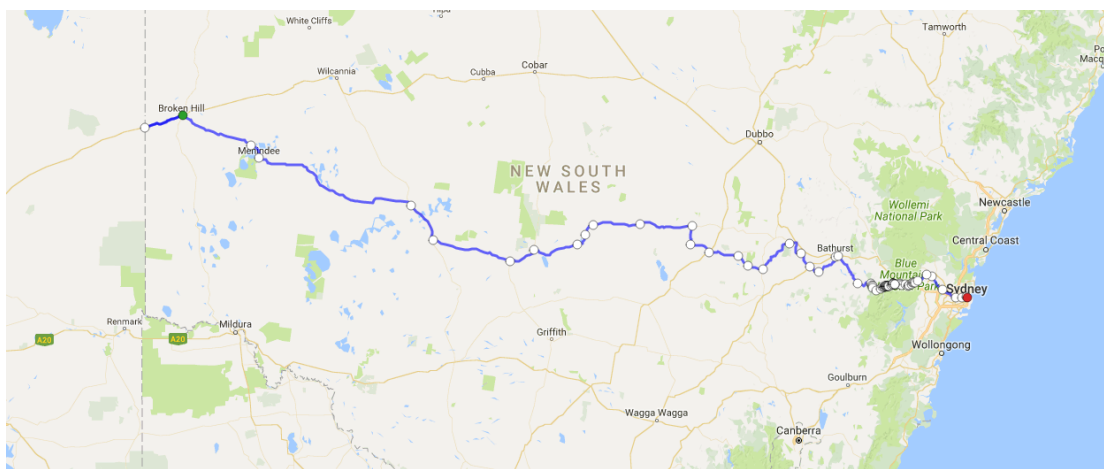 White Cliffs
Tamworth
Wilcannia
Cubba
Cobar
Broken Hill
Menindee
Dubbo
NEW SOUTH
WALES
Wollemi
National Park
Newcastle
Central Coast
Bathurst
Blue
Sydney
Renmark
Mildura
A20
A20
Griffith
Wollongong
Goulburn
Wagga Wagga
Canberra